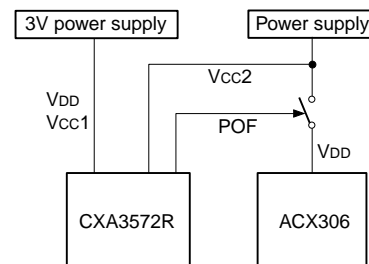 3V power supply
Power supply
VCC2
VDD
VCC1
POF
VDD
CXA3572R
ACX306